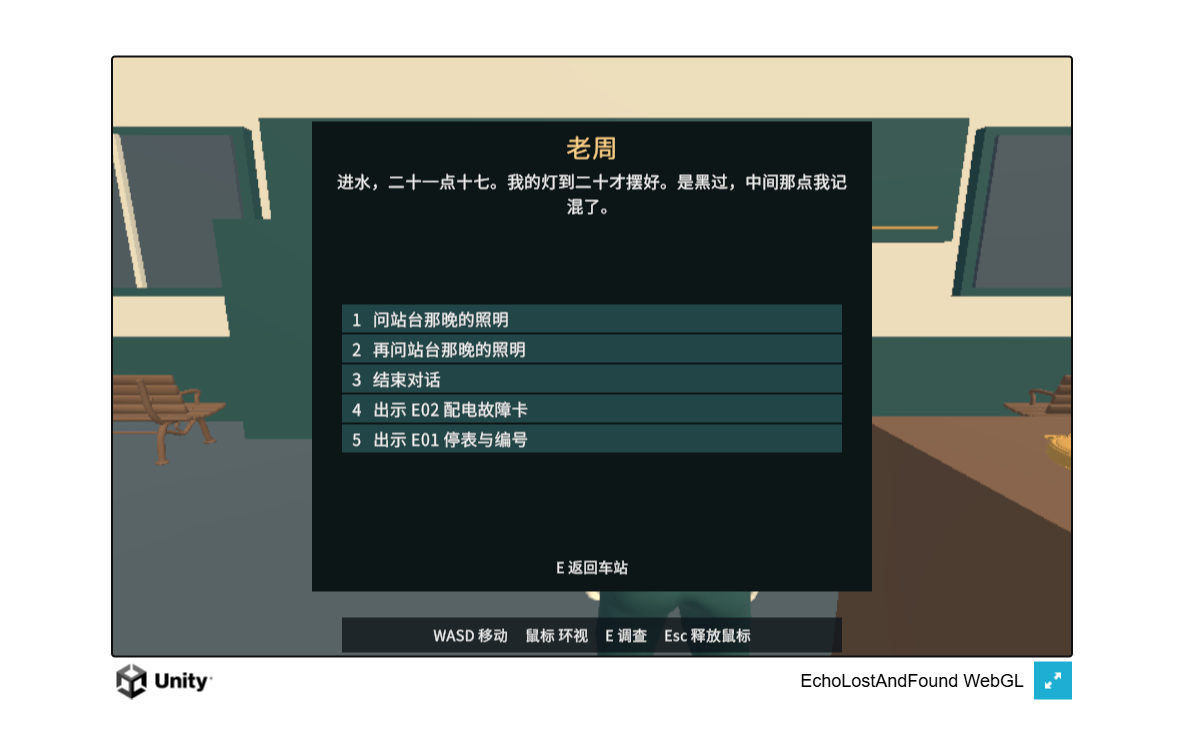 老周
进水，二十一点十七。我的灯到二十才摆好。是黑过，中间那点我记
混了。
1 问站台那晚的照明
2 再问站台那晚的照明
3 结束对话
4 出示 E02 配电故障卡
5 出示 E01 停表与编号
E 返回车站
WASD 移动 鼠标 环视 E 调查 Esc 释放鼠标
Unity
EchoLostAndFound WebGL